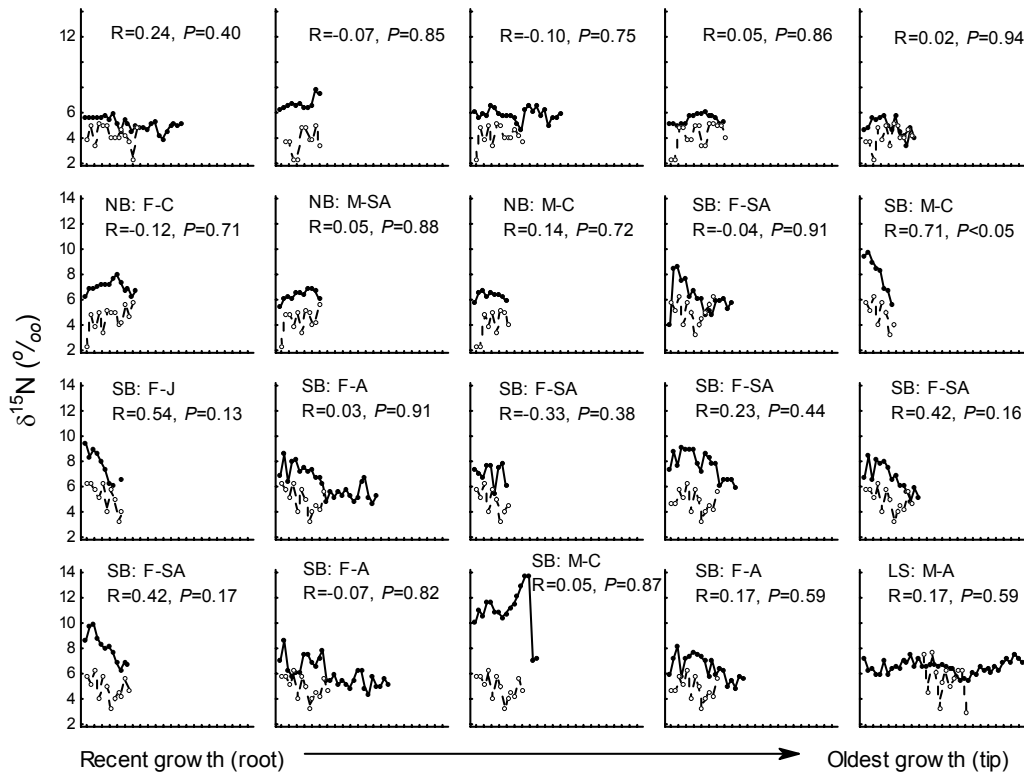 12
6
4
2
R=0.24, P=0.40
R=-0.07, P=0.85
R=-0.10, P=0.75
R=0.05, P=0.86
R=0.02, P=0.94
14
12
10
8
6
4
2
NB: F-C
R=-0.12, P=0.71
NB: M-SA
R=0.05, P=0.88
NB: M-C
R=0.14, P=0.72
SB: F-SA
R=-0.04, P=0.91
SB: M-C
R=0.71, P<0.05
δ15N (o/oo)
14
12
10
8
6
4
2
SB: F-J
R=0.54, P=0.13
SB: F-A
R=0.03, P=0.91
SB: F-SA
R=-0.33, P=0.38
SB: F-SA
R=0.23, P=0.44
SB: F-SA
R=0.42, P=0.16
14
12
10
8
6
4
2
SB: F-SA
R=0.42, P=0.17
SB: F-A
R=-0.07, P=0.82
SB: M-C
R=0.05, P=0.87
SB: F-A
R=0.17, P=0.59
LS: M-A
R=0.17, P=0.59
Recent growth (root)
Oldest growth (tip)